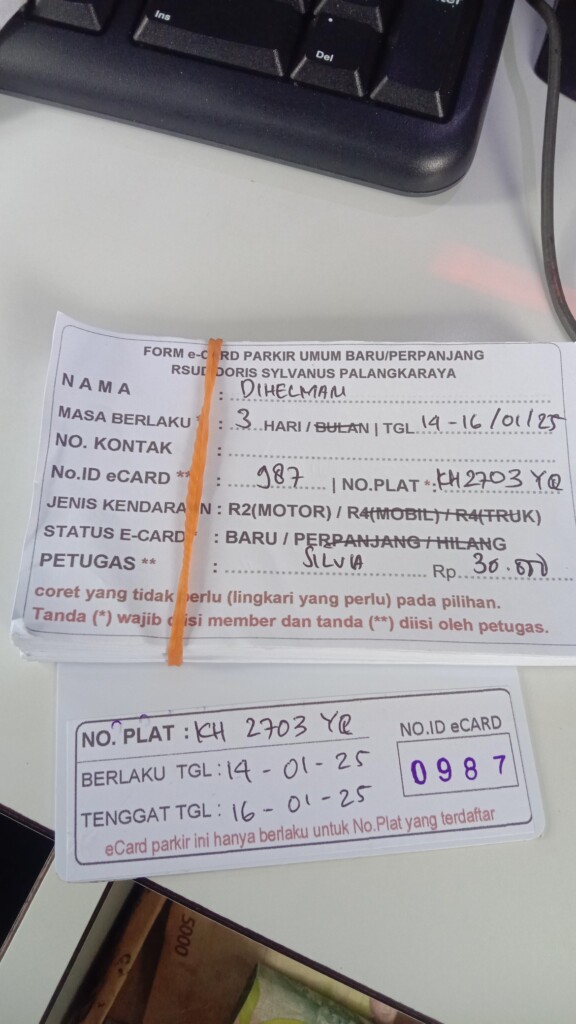 Ins
Del
FORM e-CARD PARKIR UMUM BARU/PERPANJANG
RSUD DORIS SYLVANUS PALANGKARAYA
NAMA : DIHELMAN
MASA BERLAKU * : 3 HARI / BULAN | TGL 14 - 16 / 01 / 25
NO. KONTAK :
No.ID eCARD ** : 987 | NO.PLAT *: KH 2703 YQ
JENIS KENDARAAN : R2(MOTOR) / R4(MOBIL) / R4(TRUK)
STATUS E-CARD * : BARU / PERPANJANG / HILANG
PETUGAS ** : SILVIA Rp 30.000
coret yang tidak perlu (lingkari yang perlu) pada pilihan.
Tanda (*) wajib diisi member dan tanda (**) diisi oleh petugas.
NO. PLAT : KH 2703 YQ
NO.ID eCARD
0987
BERLAKU TGL : 14 - 01 - 25
TENGGAT TGL : 16 - 01 - 25
eCard parkir ini hanya berlaku untuk No.Plat yang terdaftar
5000